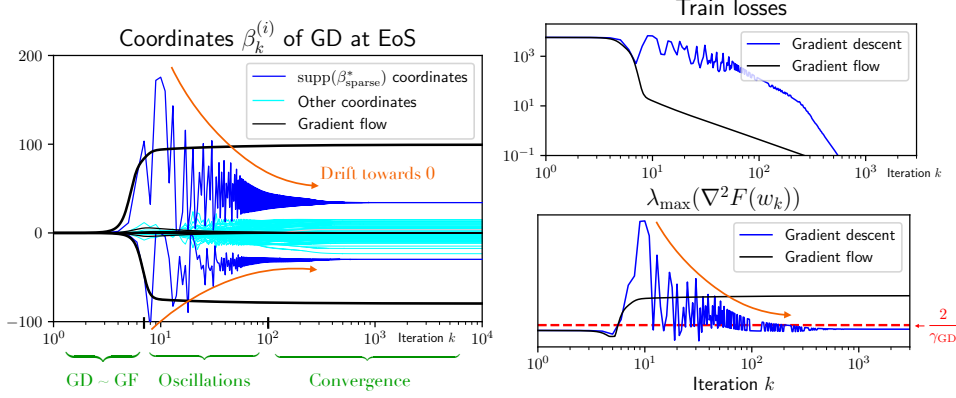 Coordinates β_k^(i) of GD at EoS
supp(β*_sparse) coordinates
Other coordinates
Gradient flow
Drift towards 0
200
100
0
−100
10^0
10^1
10^2
10^3
10^4
Iteration k
GD ~ GF
Oscillations
Convergence
Train losses
Gradient descent
Gradient flow
10^3
10^1
10^−1
10^0
10^1
10^2
10^3
Iteration k
λ_max(∇²F(w_k))
Gradient descent
Gradient flow
2/γ_GD
10^0
10^1
10^2
10^3
Iteration k